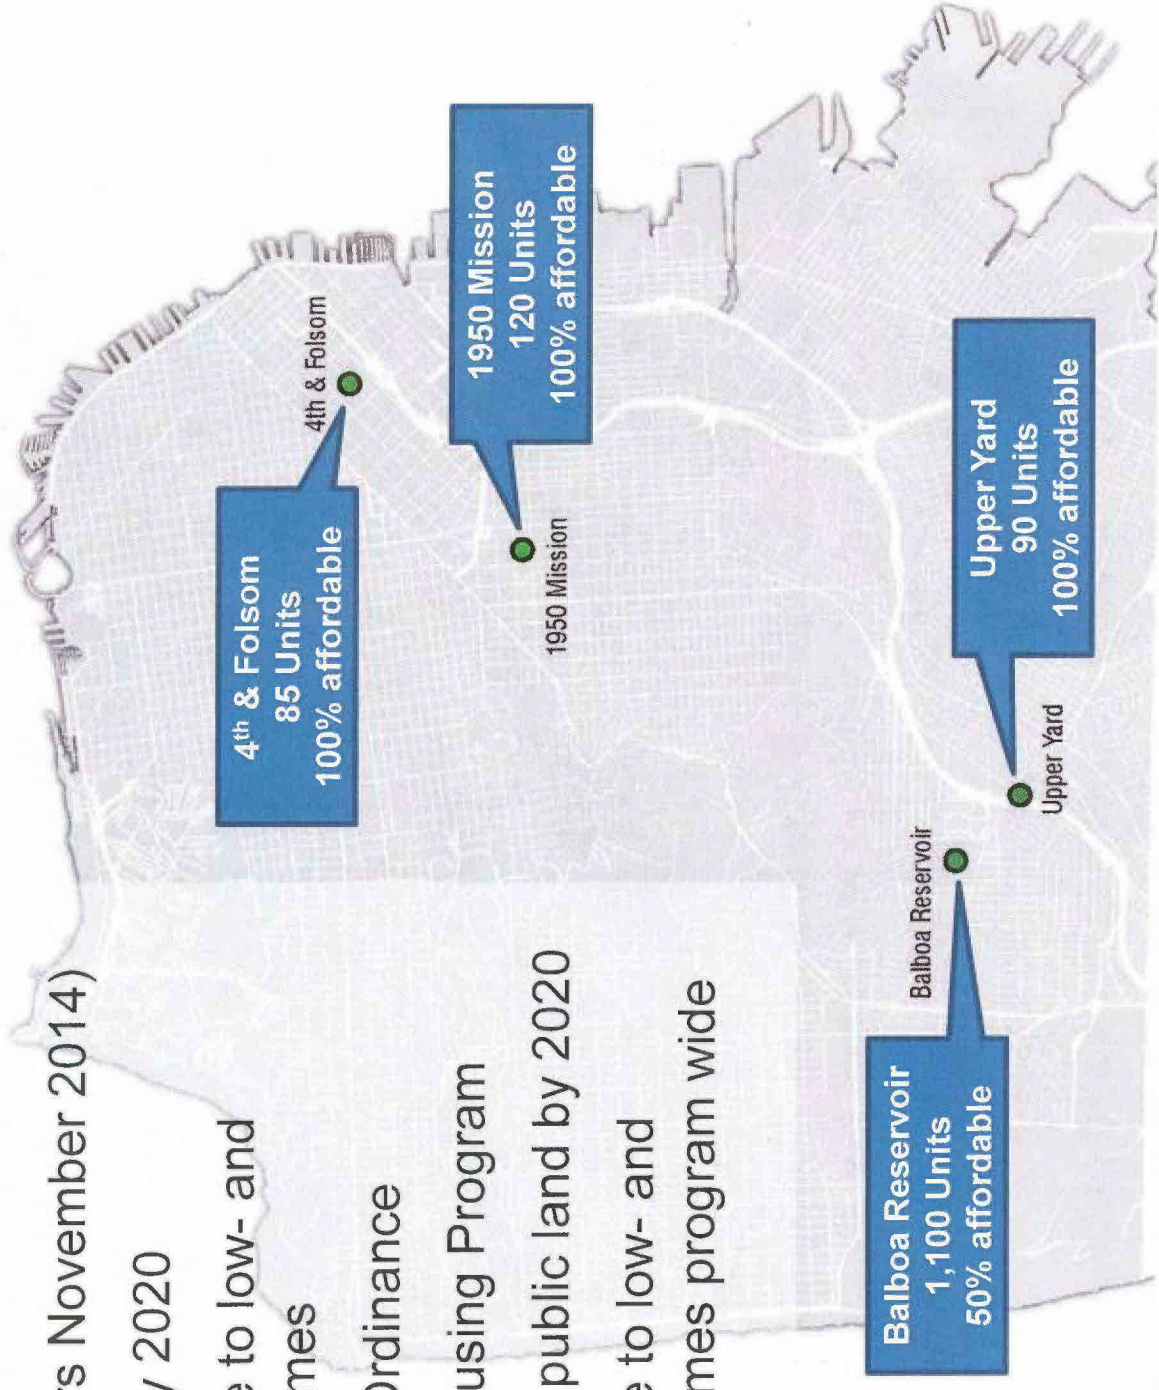 rs November 2014)
y 2020
e to low- and
mes
Ordinance
using Program
public land by 2020
e to low- and
mes program wide
4th & Folsom
85 Units
100% affordable
4th & Folsom
1950 Mission
120 Units
100% affordable
1950 Mission
Balboa Reservoir
1,100 Units
50% affordable
Balboa Reservoir
Upper Yard
90 Units
100% affordable
Upper Yard